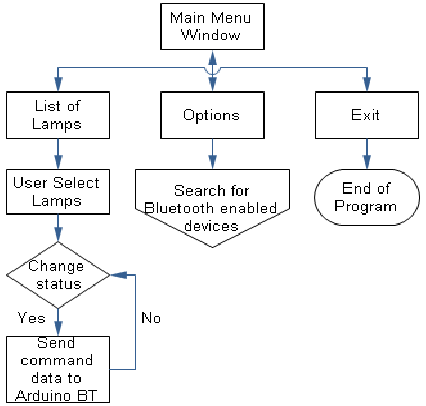 Main Menu
Window
List of
Lamps
Options
Exit
User Select
Lamps
Search for
Bluetooth enabled
devices
End of
Program
Change
status
Yes
No
Send
command
data to
Arduino BT